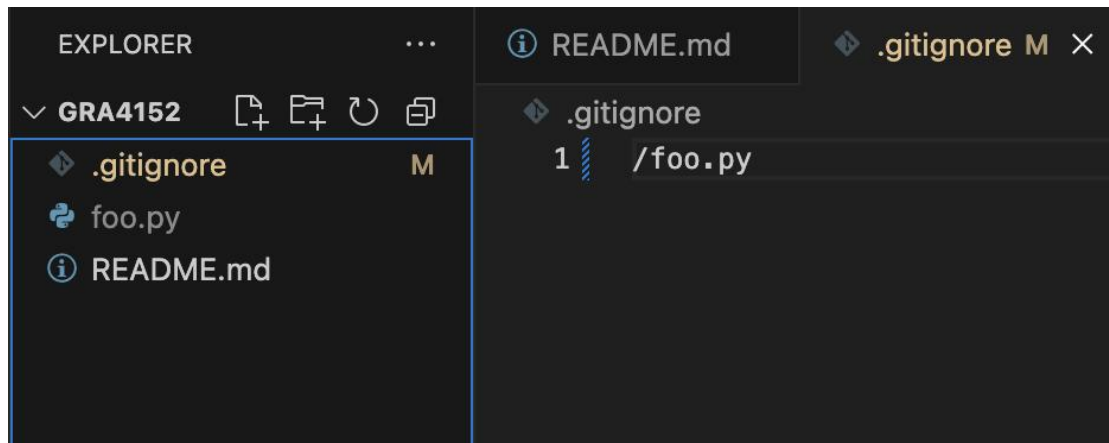 EXPLORER ...
GRA4152
.gitignore M
foo.py
README.md
README.md .gitignore M
.gitignore
1 /foo.py